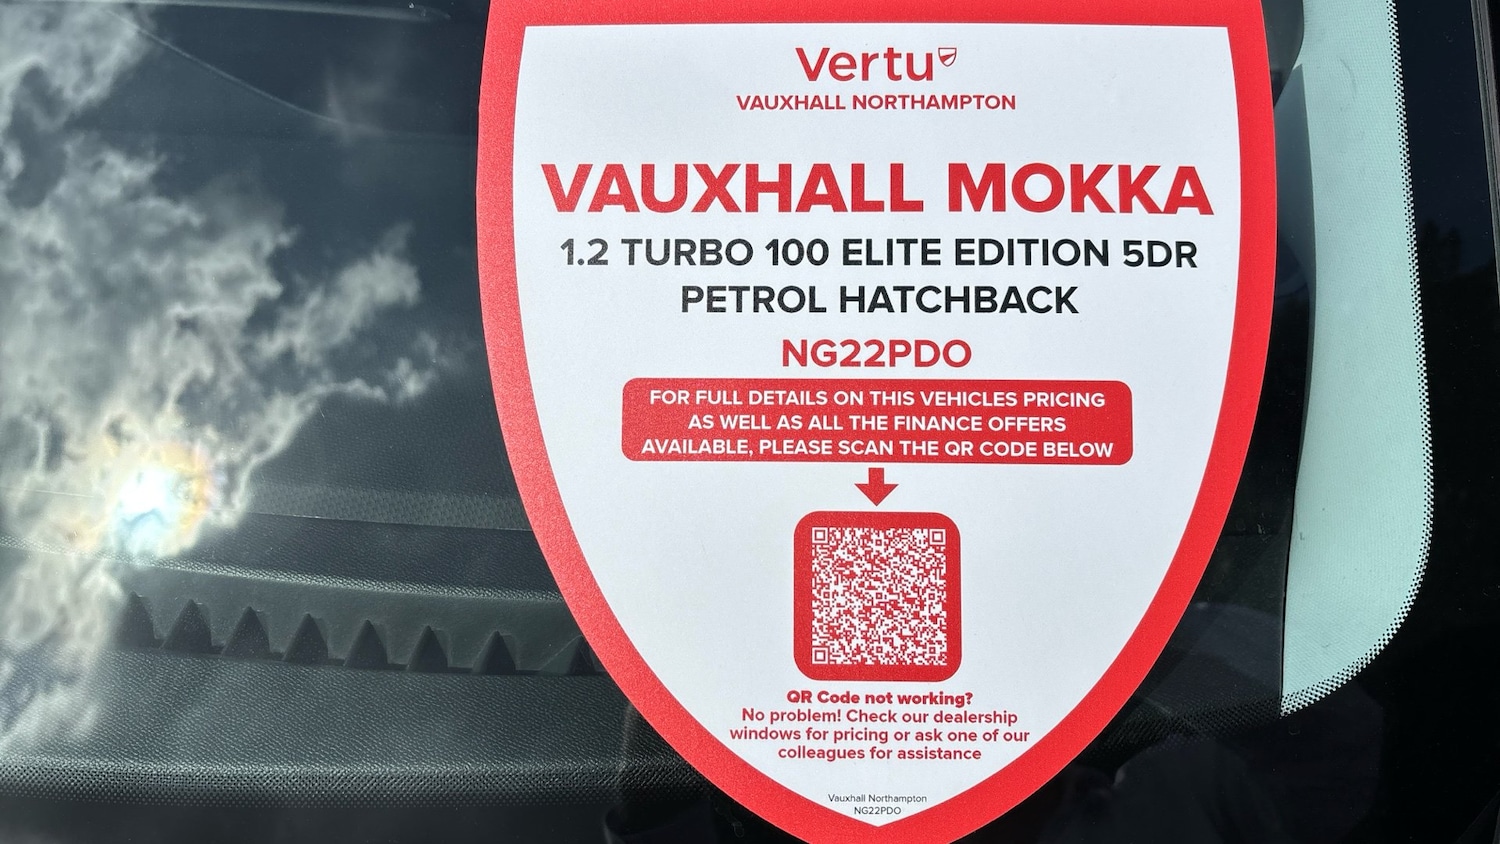 Vertu
VAUXHALL NORTHAMPTON
VAUXHALL MOKKA
1.2 TURBO 100 ELITE EDITION 5DR
PETROL HATCHBACK
NG22PDO
FOR FULL DETAILS ON THIS VEHICLES PRICING
AS WELL AS ALL THE FINANCE OFFERS
AVAILABLE, PLEASE SCAN THE QR CODE BELOW
QR Code not working?
No problem! Check our dealership
windows for pricing or ask one of our
colleagues for assistance
Vauxhall Northampton
NG22PDO